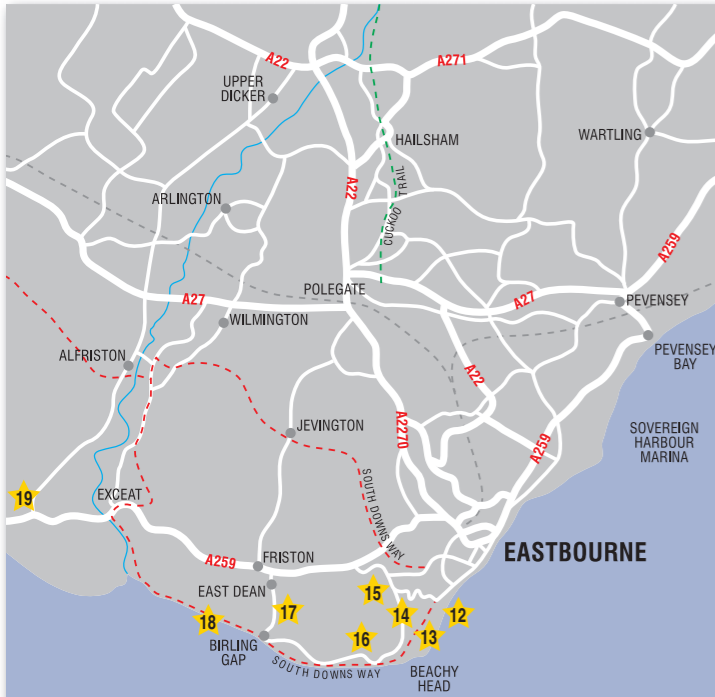 A22
A271
UPPER
DICKER
HAILSHAM
WARTLING
A22
CUCKOO TRAIL
ARLINGTON
A259
POLEGATE
A27
A27
PEVENSEY
WILMINGTON
ALFRISTON
A22
PEVENSEY
BAY
JEVINGTON
A2270
A259
SOVEREIGN
HARBOUR
MARINA
SOUTH DOWNS WAY
19
EXCEAT
EASTBOURNE
A259
FRISTON
EAST DEAN
15
17
14
12
18
16
13
BIRLING
GAP
SOUTH DOWNS WAY
BEACHY
HEAD